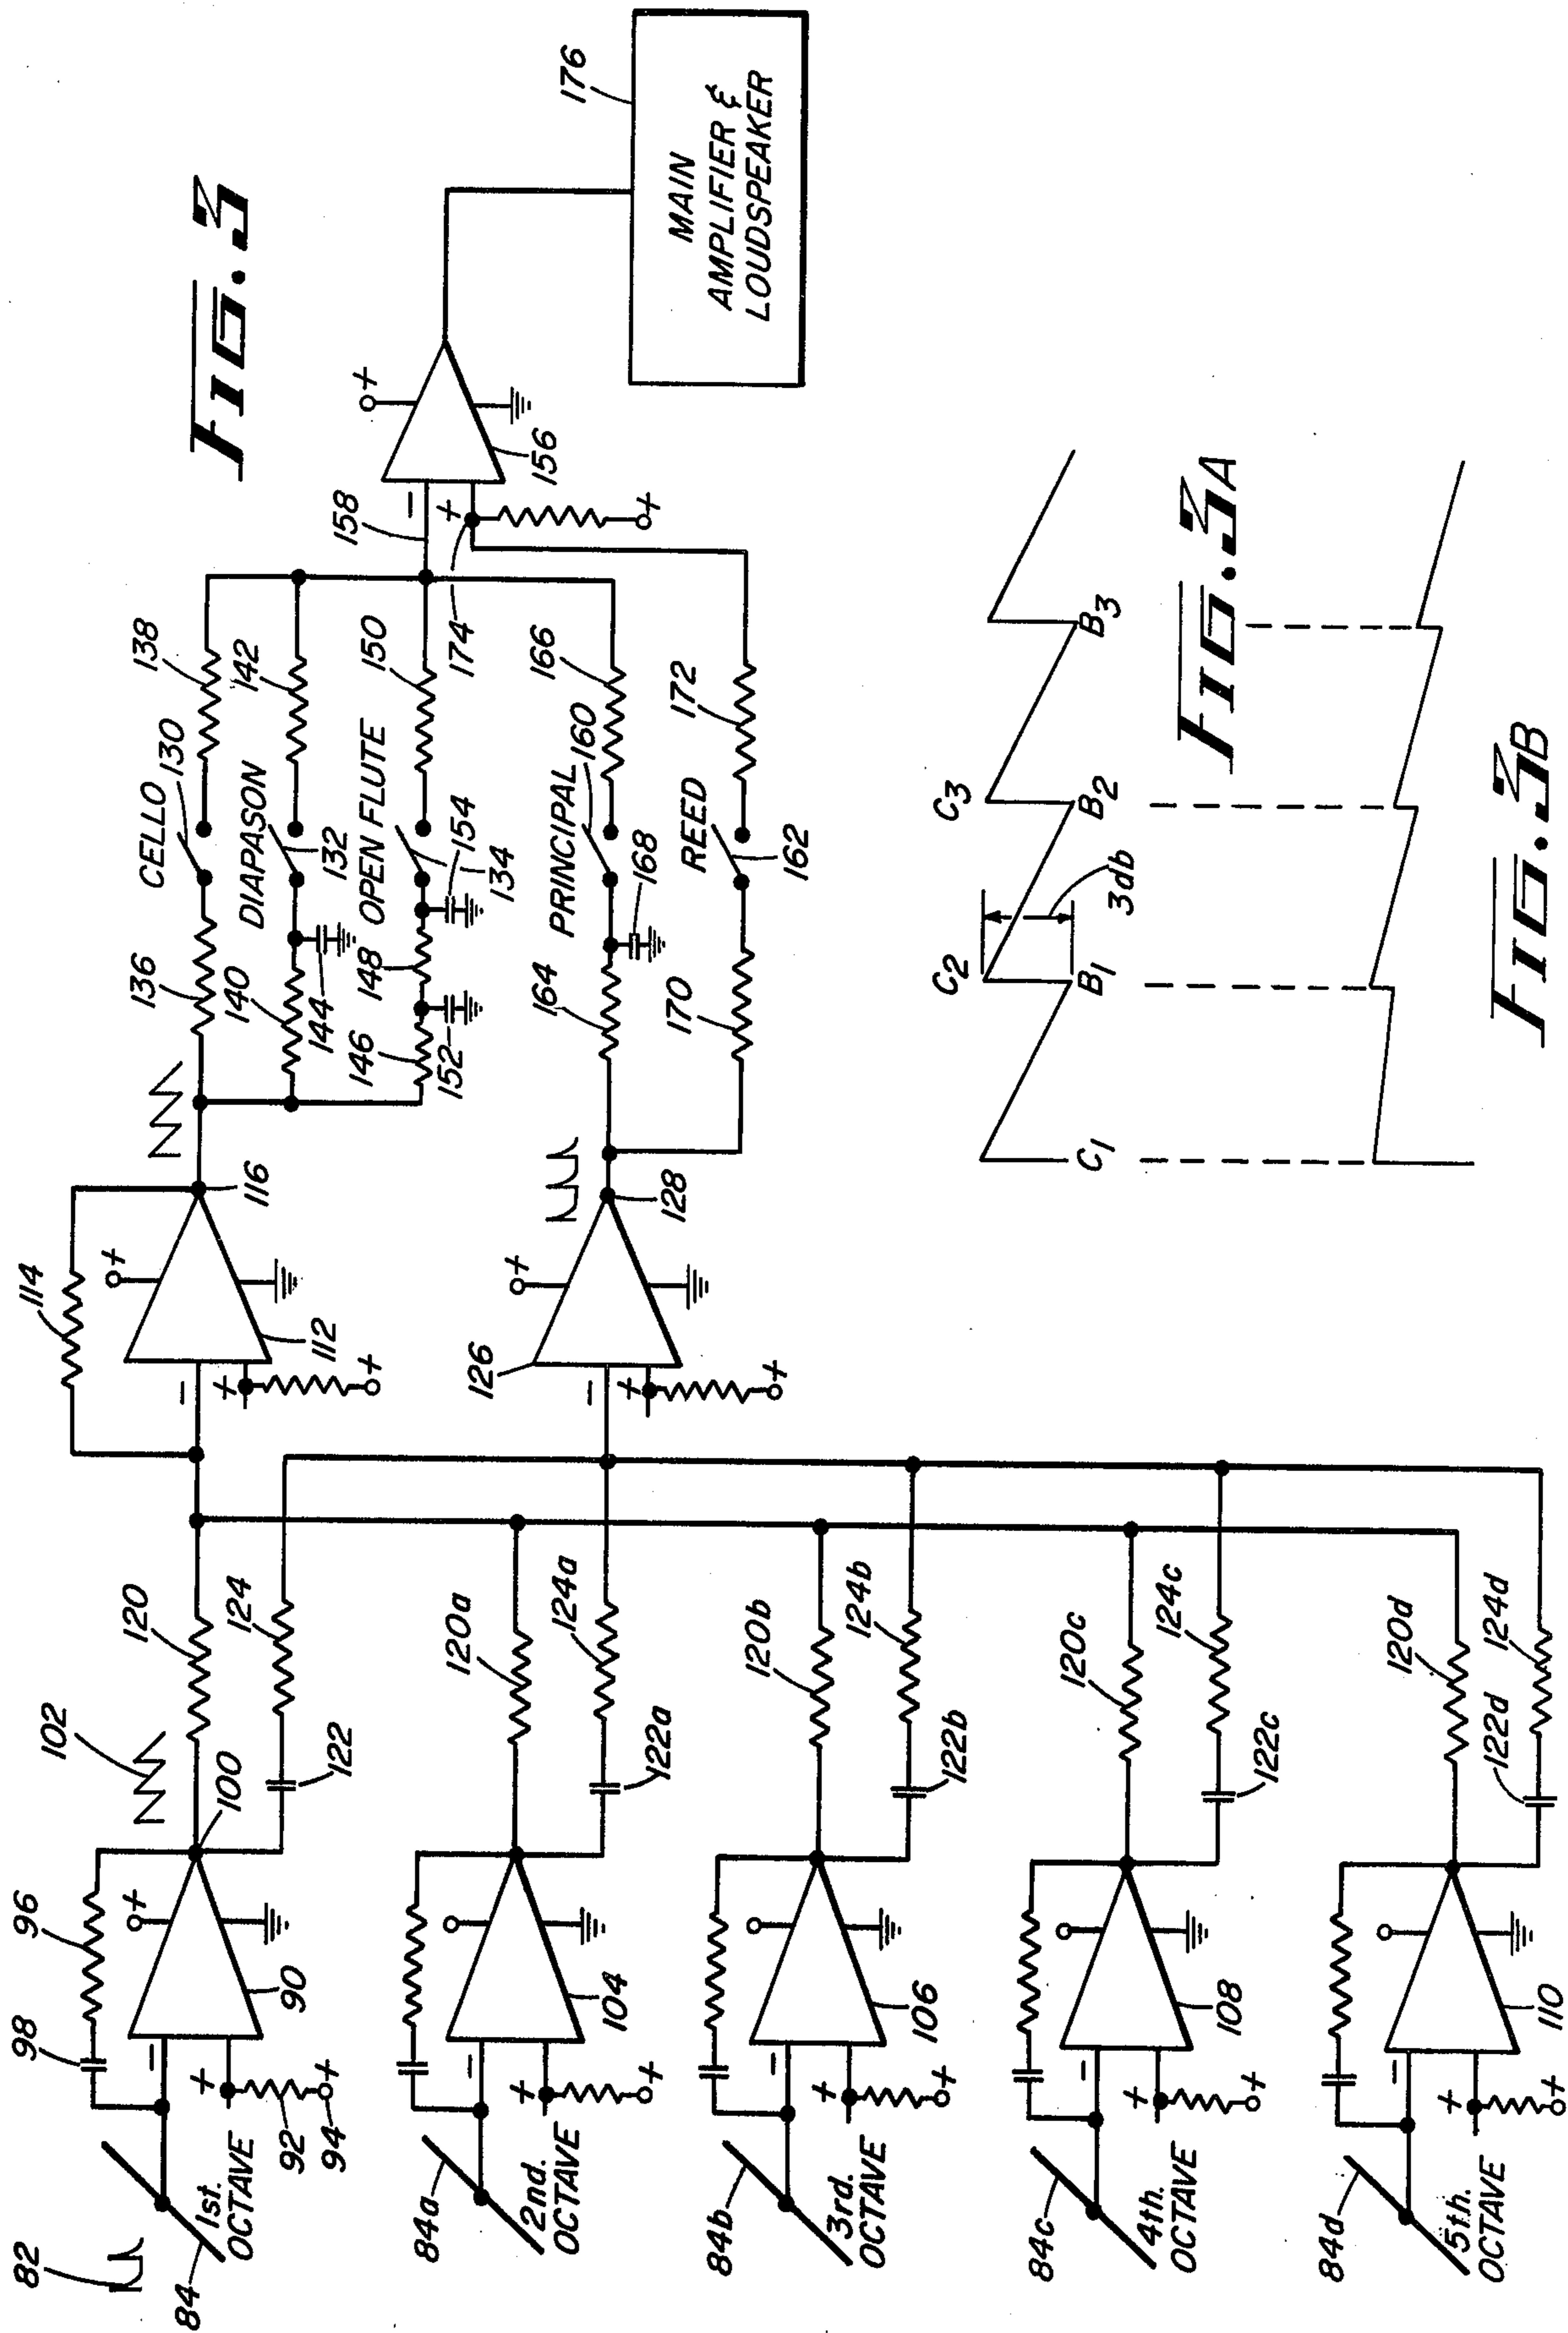 FIG. 3
82
84
1st.
OCTAVE
98
96
+
−
+
90
92
94
+
100
102
120
122
124
84a
2nd.
OCTAVE
−
+
+
104
120a
122a
124a
84b
3rd.
OCTAVE
−
+
+
106
120b
122b
124b
84c
4th.
OCTAVE
−
+
+
108
120c
122c
124c
84d
5th.
OCTAVE
−
+
+
110
120d
122d
124d
114
+
−
+
+
112
116
126
+
−
+
+
128
136
CELLO
130
138
140
144
DIAPASON
132
142
146
152
148
OPEN FLUTE
154
134
150
164
PRINCIPAL
160
168
166
170
REED
162
172
158
174
−
+
+
+
156
176
MAIN
AMPLIFIER &
LOUDSPEAKER
C1
C2
B1
3db
C3
B2
B3
FIG. 3A
FIG. 3B